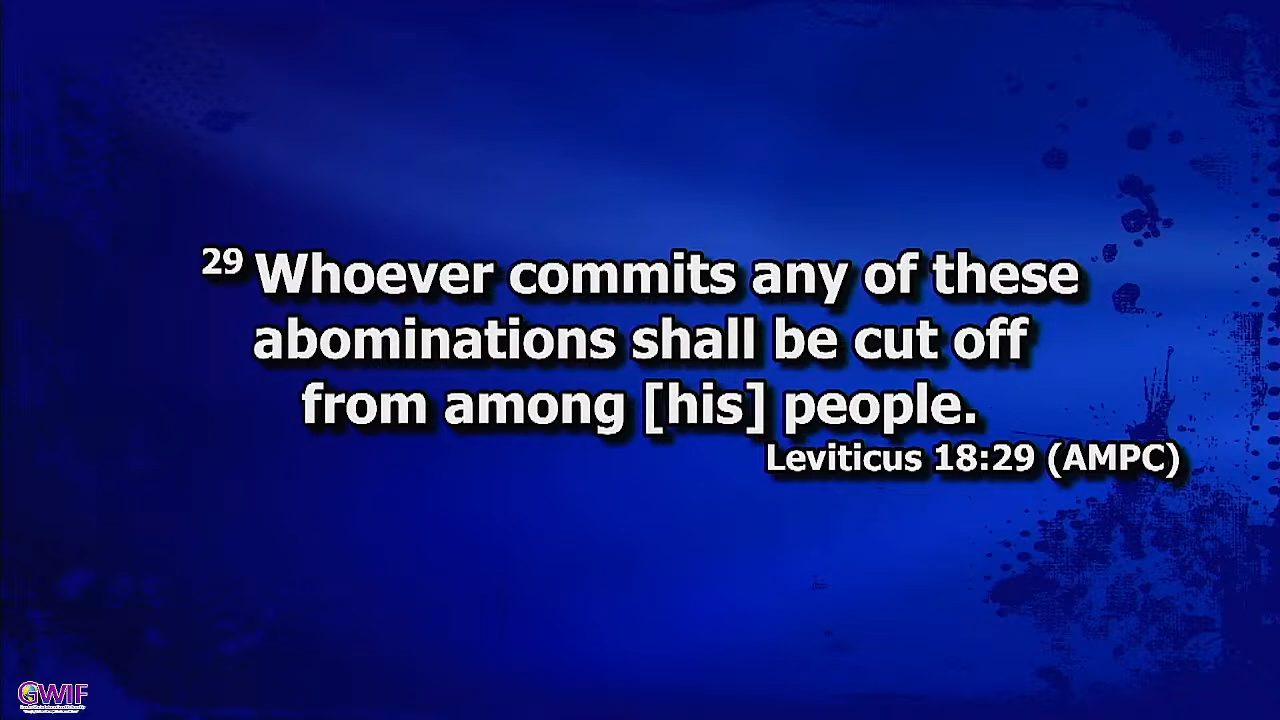 29 Whoever commits any of these
abominations shall be cut off
from among [his] people.
Leviticus 18:29 (AMPC)
GWIF